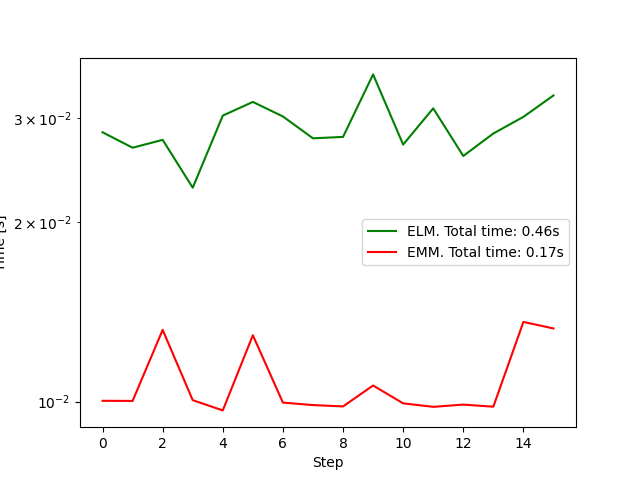 3 × 10⁻²
2 × 10⁻²
10⁻²
Time [s]
ELM. Total time: 0.46s
EMM. Total time: 0.17s
0 2 4 6 8 10 12 14
Step